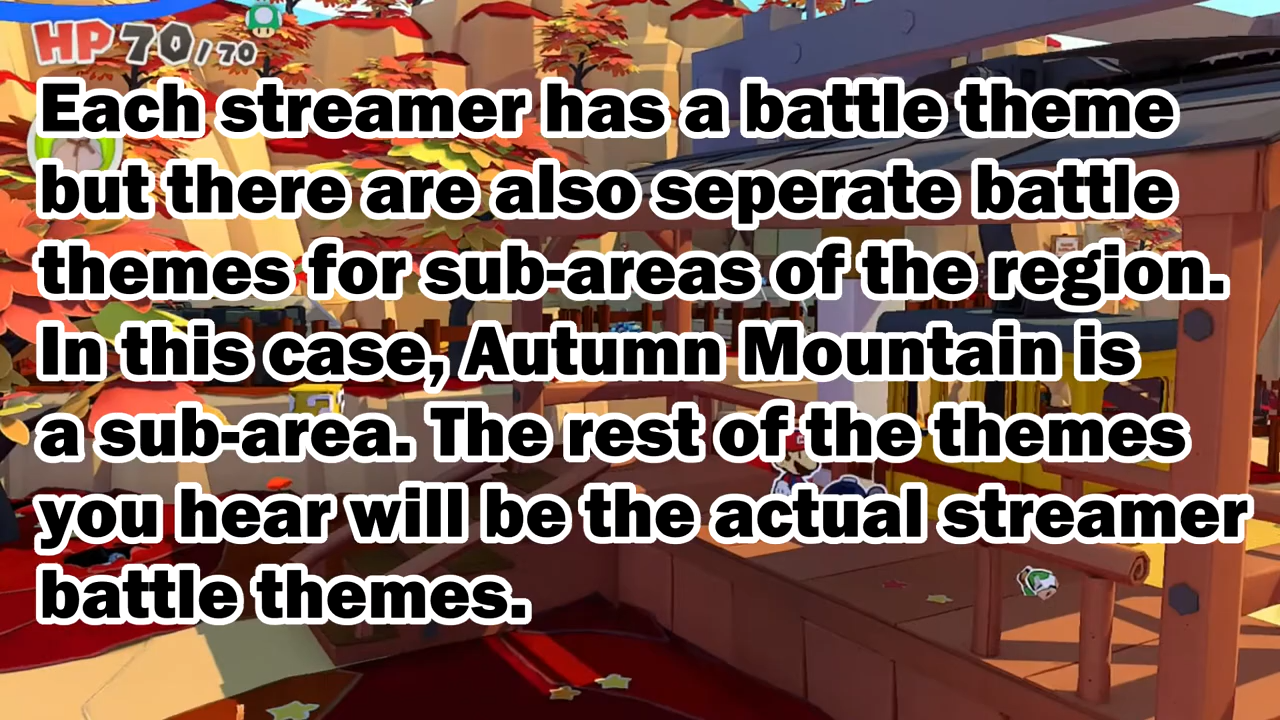 HP 70/70
Each streamer has a battle theme
but there are also seperate battle
themes for sub-areas of the region.
In this case, Autumn Mountain is
a sub-area. The rest of the themes
you hear will be the actual streamer
battle themes.